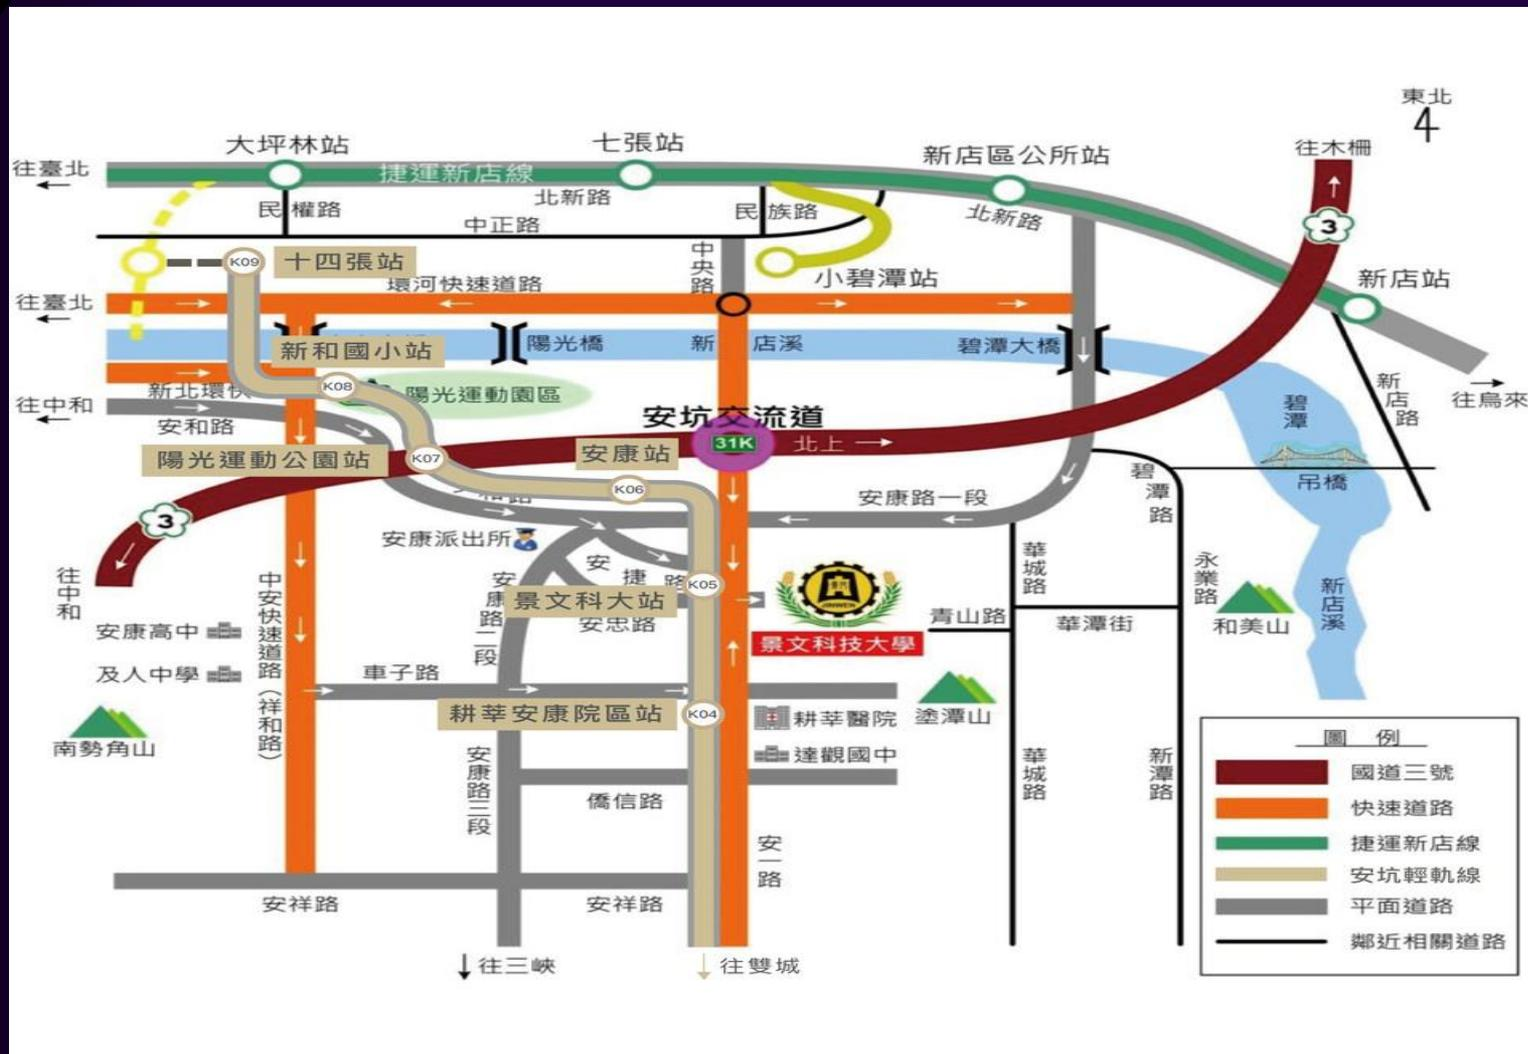 東北
4
大坪林站
七張站
新店區公所站
往木柵
往臺北
捷運新店線
北新路
3
民權路
中正路
民族路
北新路
K09
十四張站
中央路
小碧潭站
新店站
往臺北
環河快速道路
新和國小站
陽光橋
新店溪
碧潭大橋
新北環快
K08
陽光運動園區
往中和
安和路
安坑交流道
31K
北上
碧潭
新店路
往烏來
陽光運動公園站
K07
安康站
K06
吊橋
3
安康路一段
碧潭路
安康派出所
往中和
中安快速道路(祥和路)
安康路二段
安捷路
K05
景文科大站
安忠路
JINWEN
景文科技大學
華城路
永業路
青山路
華潭街
和美山
新店溪
安康高中
及人中學
車子路
耕莘安康院區站
K04
耕莘醫院
塗潭山
南勢角山
達觀國中
安康路三段
僑信路
華城路
新潭路
安一路
安祥路
安祥路
往三峽
往雙城
圖 例
國道三號
快速道路
捷運新店線
安坑輕軌線
平面道路
鄰近相關道路